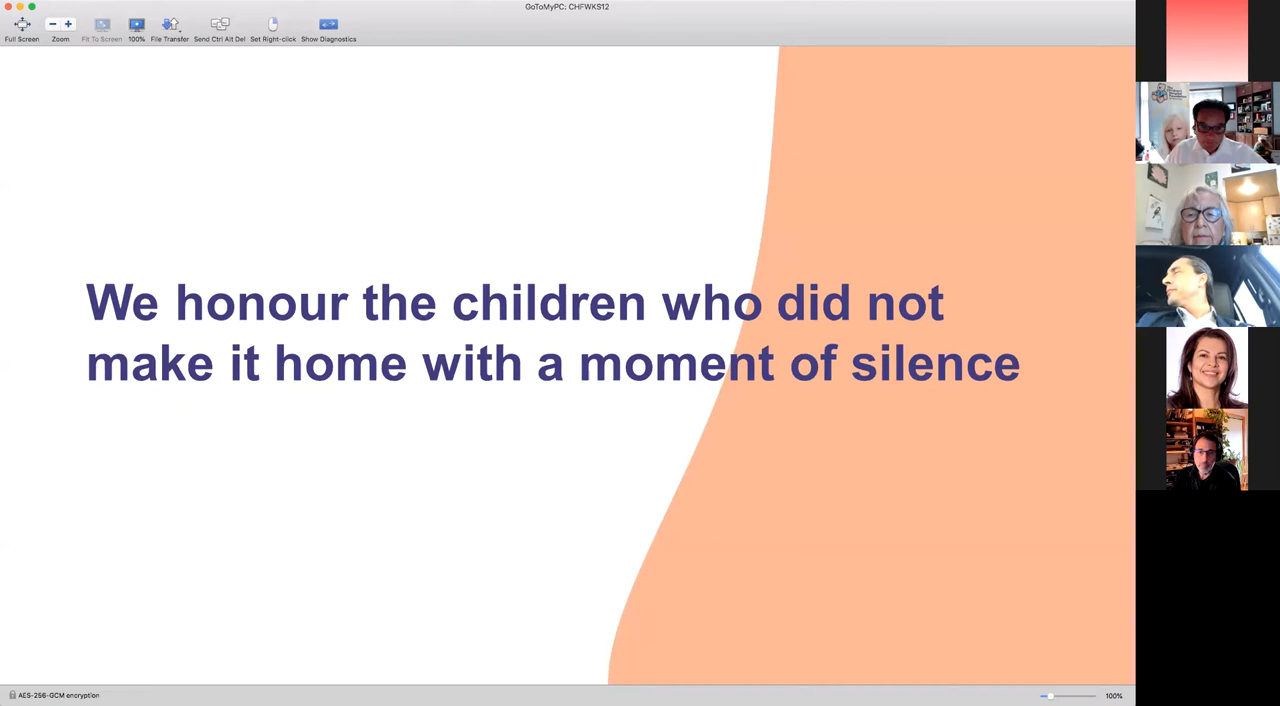 GoToMyPC: CHFWKS12
Full Screen
Zoom
Fit To Screen
100%
File Transfer
Send Ctrl Alt Del
Set Right-click
Show Diagnostics
We honour the children who did not
make it home with a moment of silence
AES-256-GCM encryption
100%